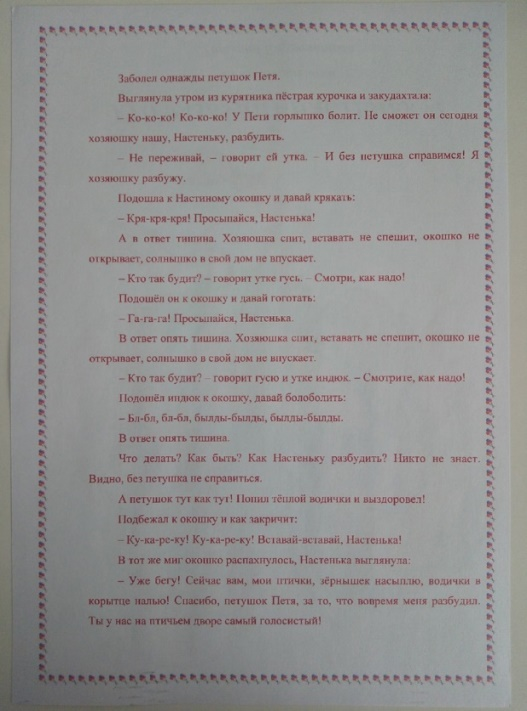 Заболел однажды петушок Петя.
Выглянула утром из курятника пёстрая курочка и закудахтала:
– Ко-ко-ко! Ко-ко-ко! У Пети горлышко болит. Не сможет он сегодня
хозяюшку нашу, Настеньку, разбудить.
– Не переживай, – говорит ей утка. – И без петушка справимся! Я
хозяюшку разбужу.
Подошла к Настиному окошку и давай крякать:
– Кря-кря-кря! Просыпайся, Настенька!
А в ответ тишина. Хозяюшка спит, вставать не спешит, окошко не
открывает, солнышко в свой дом не впускает.
– Кто так будит? – говорит утке гусь. – Смотри, как надо!
Подошёл он к окошку и давай гоготать:
– Га-га-га! Просыпайся, Настенька.
В ответ опять тишина. Хозяюшка спит, вставать не спешит, окошко не
открывает, солнышко в свой дом не впускает.
– Кто так будит? – говорит гусю и утке индюк. – Смотрите, как надо!
Подошёл индюк к окошку, давай болоболить:
– Бл-бл, бл-бл, былды-былды, былды-былды.
В ответ опять тишина.
Что делать? Как быть? Как Настеньку разбудить? Никто не знает.
Видно, без петушка не справиться.
А петушок тут как тут! Попил тёплой водички и выздоровел!
Подбежал к окошку и как закричит:
– Ку-ка-ре-ку! Ку-ка-ре-ку! Вставай-вставай, Настенька!
В тот же миг окошко распахнулось, Настенька выглянула:
– Уже бегу! Сейчас вам, мои птички, зёрнышек насыплю, водички в
корытце налью! Спасибо, петушок Петя, за то, что вовремя меня разбудил.
Ты у нас на птичьем дворе самый голосистый!